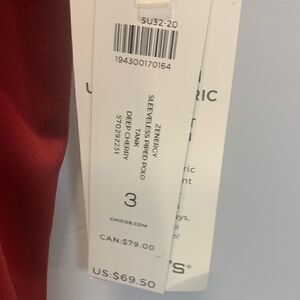 SU32-20
194300170164
ZENERGY
SLEEVELESS PIPED POLO
TANK
DEEP CHERRY
570292231
3
CHICOS.COM
CAN:$79.00
US:$69.50